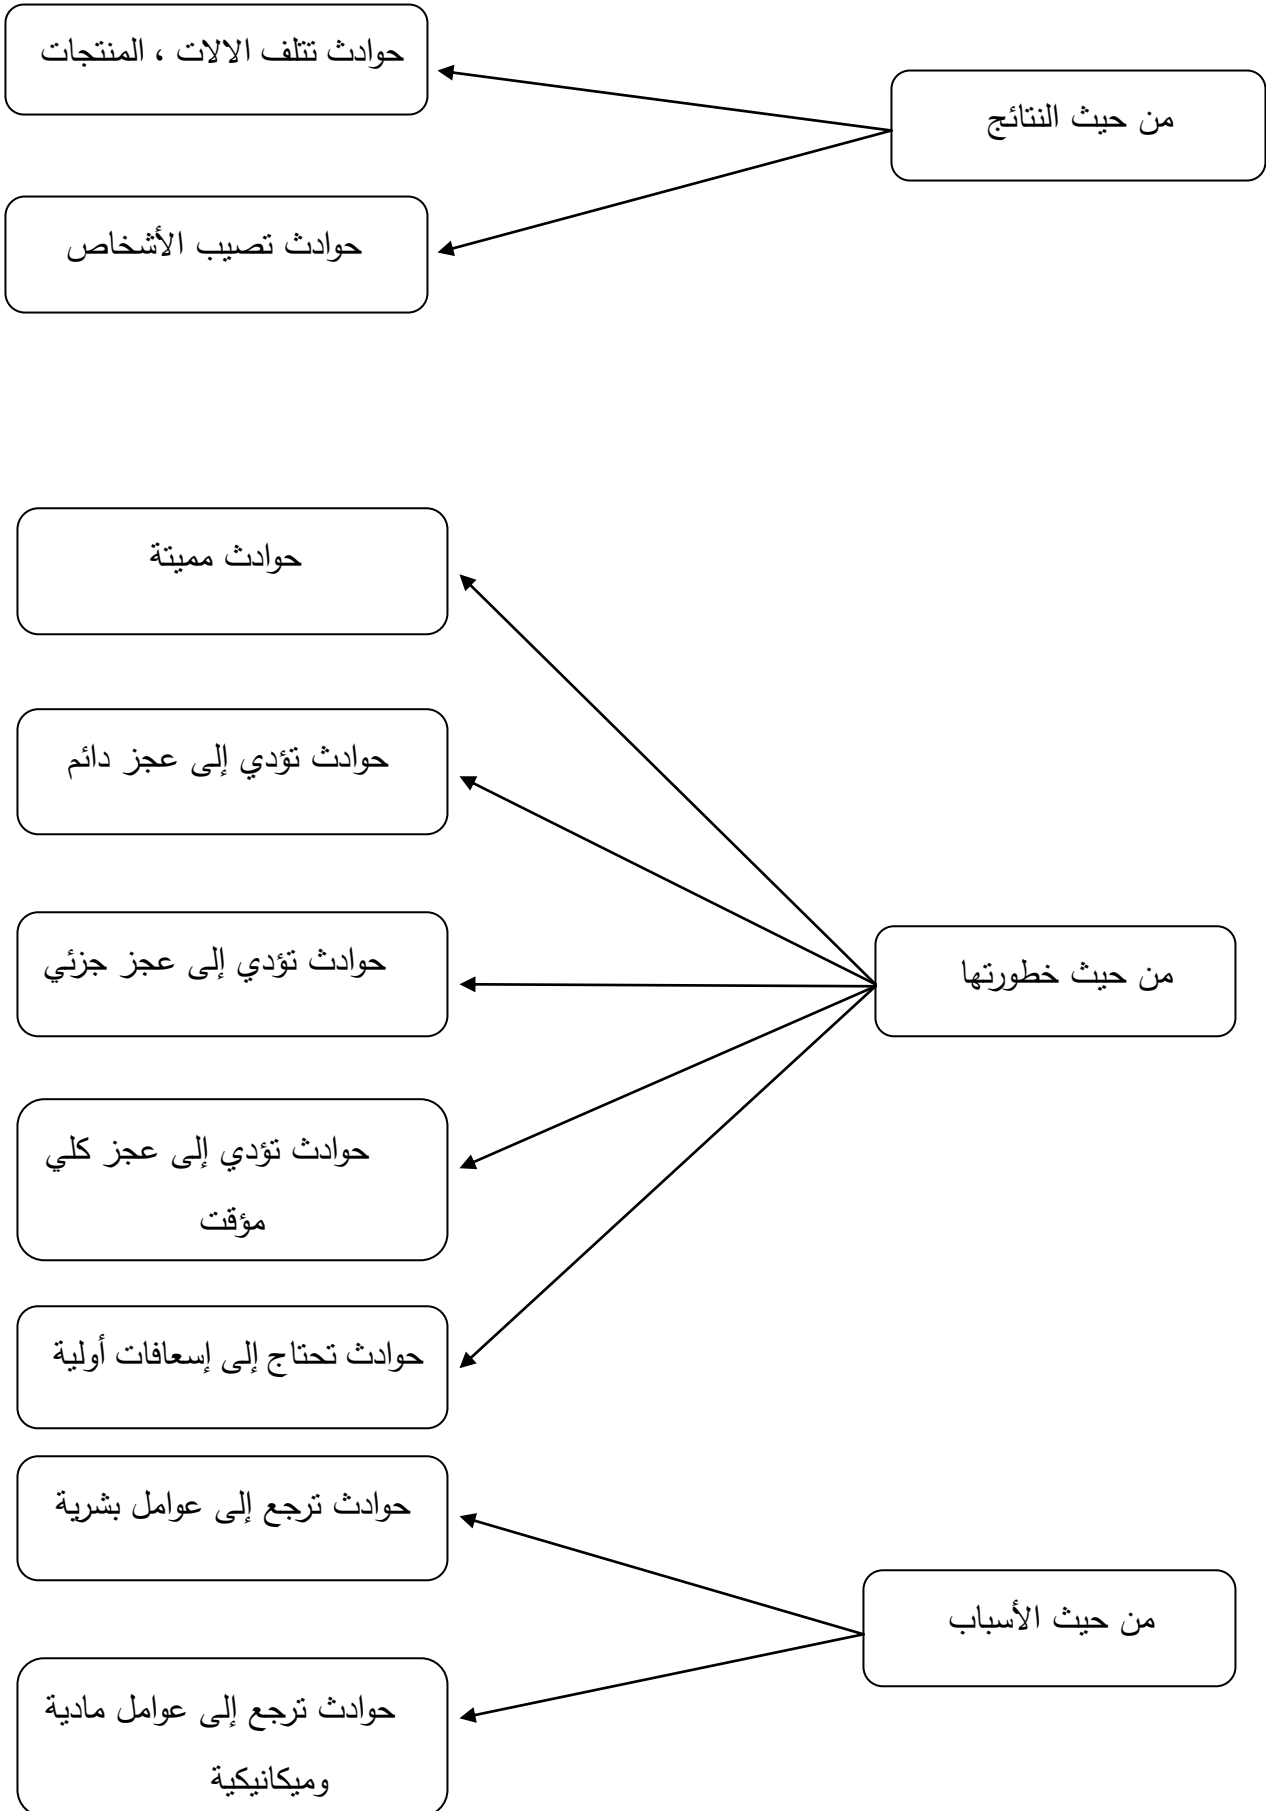 حوادث تتلف الالات ، المنتجات
من حيث النتائج
حوادث تصيب الأشخاص
حوادث مميتة
حوادث تؤدي إلى عجز دائم
حوادث تؤدي إلى عجز جزئي
من حيث خطورتها
حوادث تؤدي إلى عجز كلي
مؤقت
حوادث تحتاج إلى إسعافات أولية
حوادث ترجع إلى عوامل بشرية
من حيث الأسباب
حوادث ترجع إلى عوامل مادية
وميكانيكية